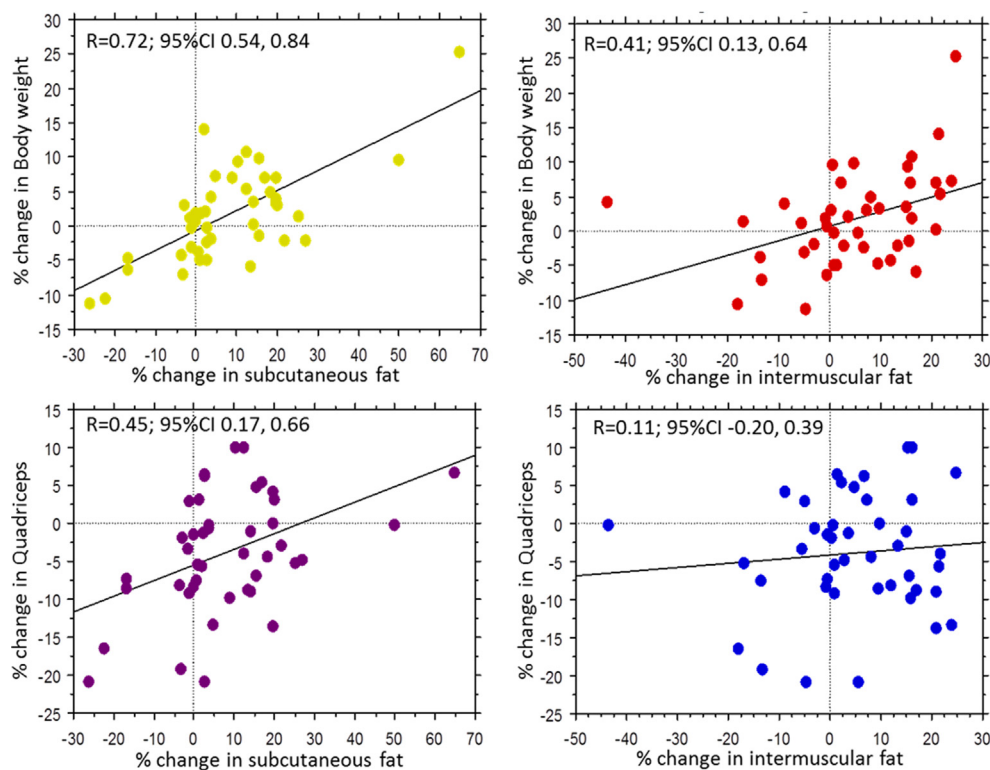 R=0.72; 95%CI 0.54, 0.84
% change in Body weight
30
25
20
15
10
5
0
-5
-10
-15
-30 -20 -10 0 10 20 30 40 50 60 70
% change in subcutaneous fat
R=0.41; 95%CI 0.13, 0.64
% change in Body weight
30
25
20
15
10
5
0
-5
-10
-15
-50 -40 -30 -20 -10 0 10 20 30
% change in intermuscular fat
R=0.45; 95%CI 0.17, 0.66
% change in Quadriceps
15
10
5
0
-5
-10
-15
-20
-25
-30 -20 -10 0 10 20 30 40 50 60 70
% change in subcutaneous fat
R=0.11; 95%CI -0.20, 0.39
% change in Quadriceps
15
10
5
0
-5
-10
-15
-20
-25
-50 -40 -30 -20 -10 0 10 20 30
% change in intermuscular fat